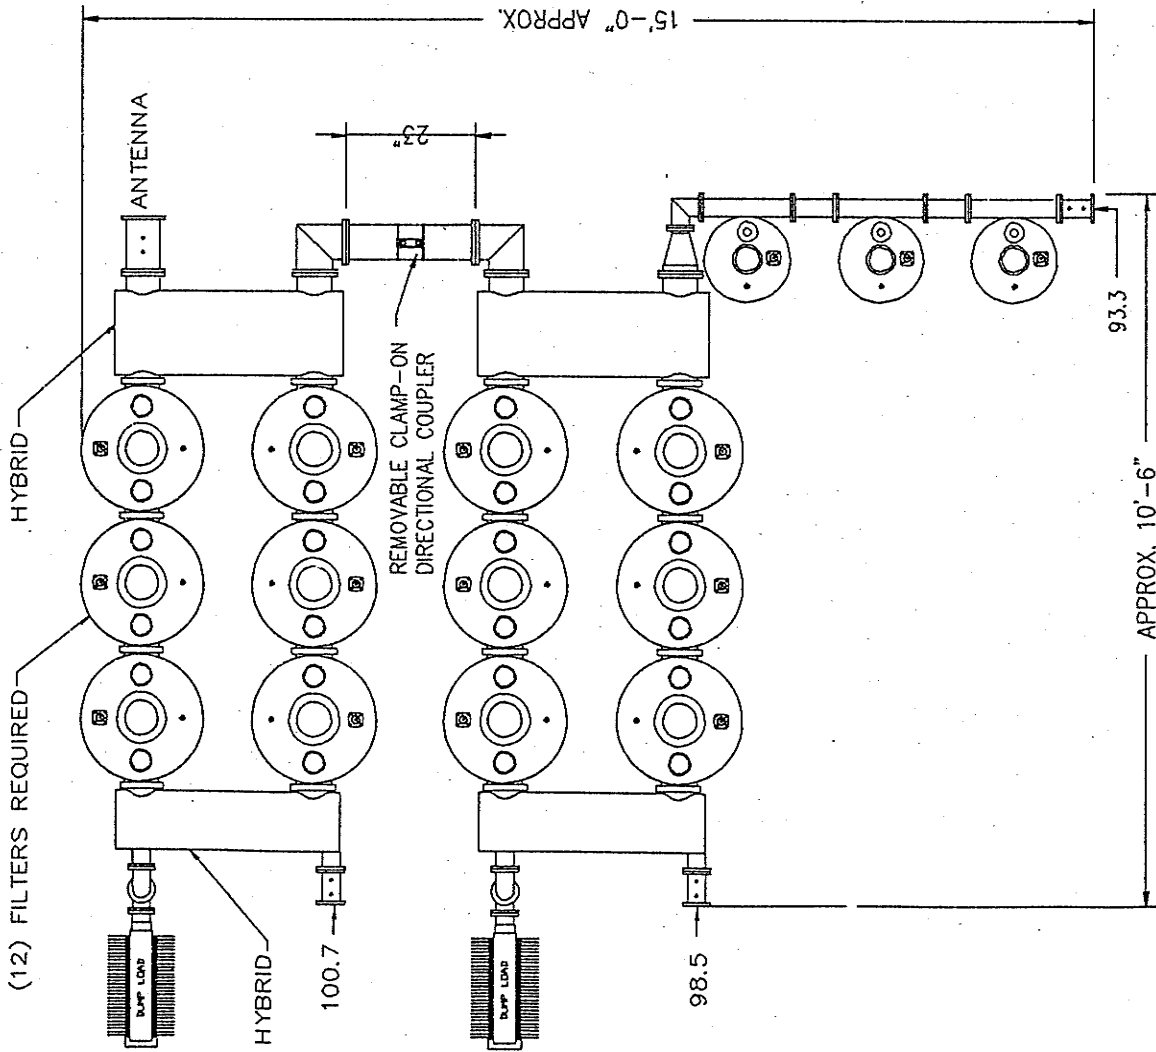 15'-0" APPROX.
ANTENNA
HYBRID
23"
REMOVABLE CLAMP-ON
DIRECTIONAL COUPLER
(12) FILTERS REQUIRED
93.3
APPROX. 10'-6"
HYBRID
100.7
98.5
DUMP LOAD
DUMP LOAD